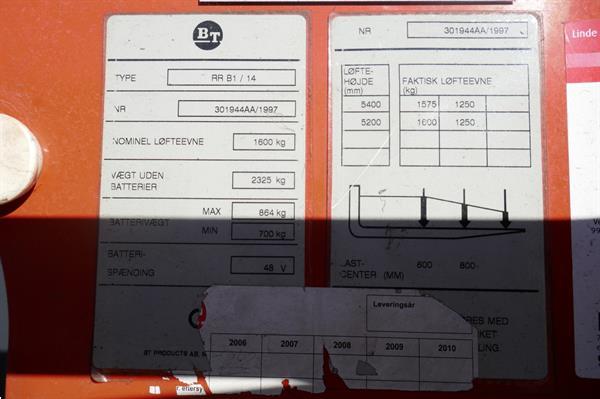 BT
TYPE RR B1 / 14
NR 301944AA/1997
NOMINEL LØFTEEVNE 1600 kg
VÆGT UDEN
BATTERIER 2325 kg
BATTERIVÆGT MAX 864 kg
MIN 700 kg
BATTERI-
SPÆNDING 48 V
BT PRODUCTS AB,
NR 301944AA/1997
LØFTE-
HØJDE
(mm)
FAKTISK LØFTEEVNE
(kg)
5400 1575 1250
5200 1600 1250
LAST-
CENTER (MM) 600 800
Leveringsår
2006 2007 2008 2009 2010
MED
Linde